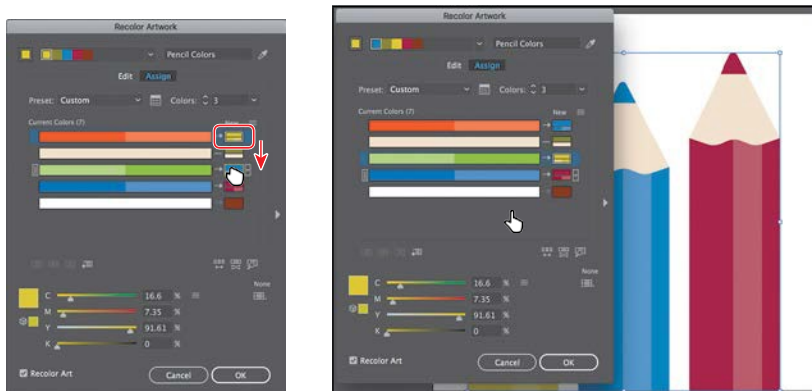 Recolor Artwork
Pencil Colors
Edit Assign
Preset: Custom Colors: 3
Current Colors (7) New
None
C 16.6 %
M 7.35 %
Y 91.61 %
K 0 %
Recolor Art Cancel OK
Recolor Artwork
Pencil Colors
Edit Assign
Preset: Custom Colors: 3
Current Colors (7) New
None
C 16.6 %
M 7.35 %
Y 91.61 %
K 0 %
Recolor Art Cancel OK